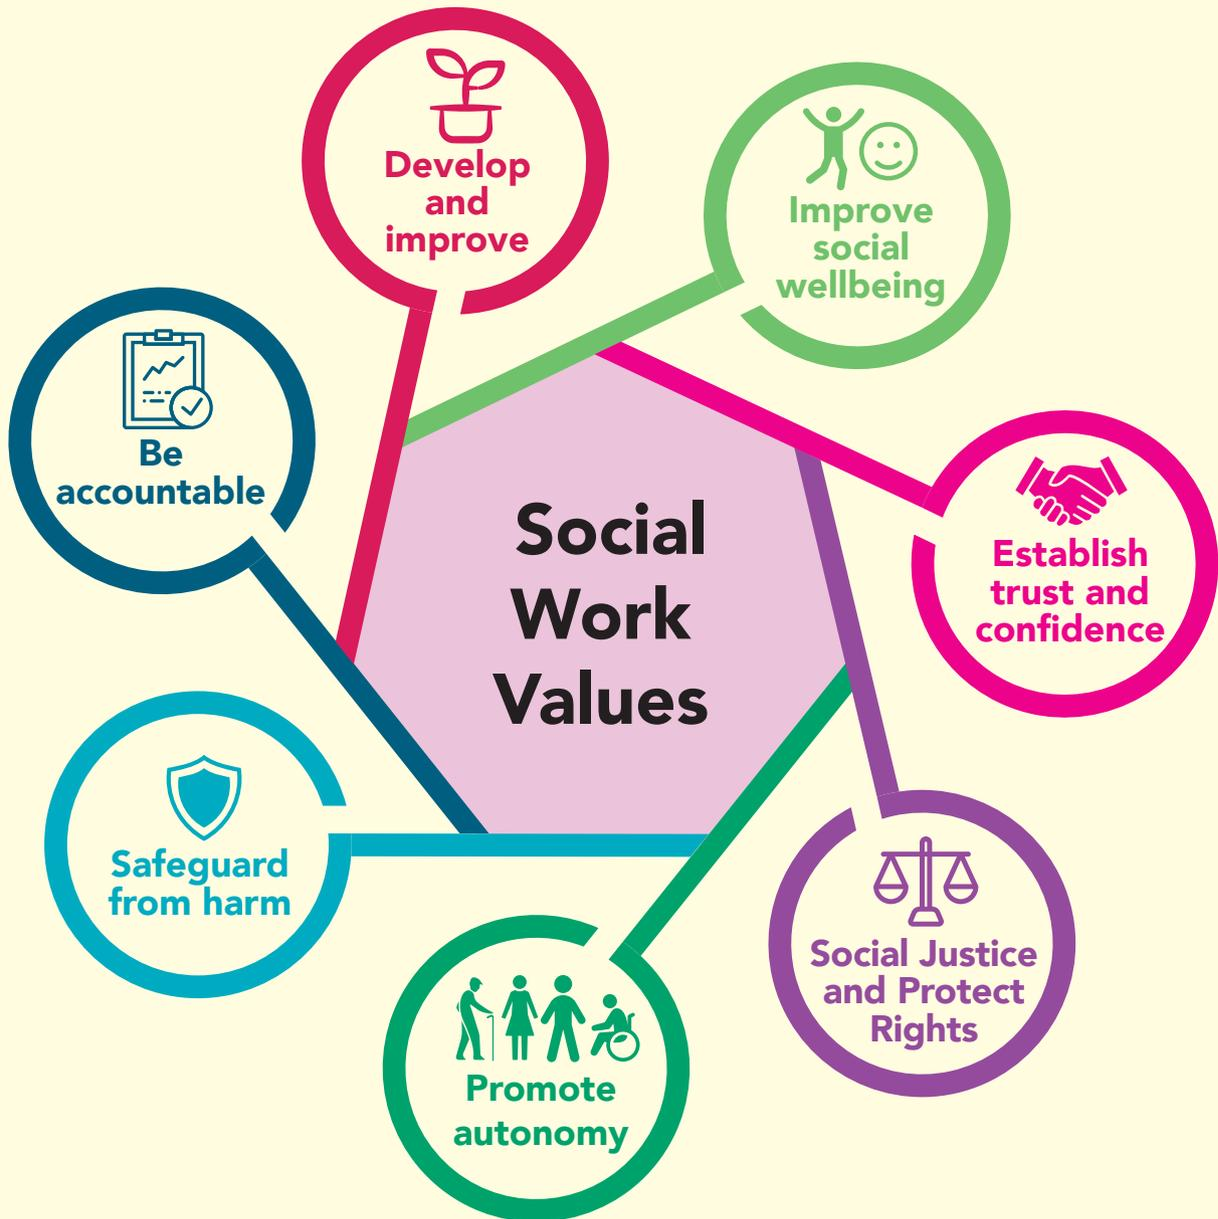 Develop
and
improve
Improve
social
wellbeing
Be
accountable
Social
Work
Values
Establish
trust and
confidence
Safeguard
from harm
Social Justice
and Protect
Rights
Promote
autonomy